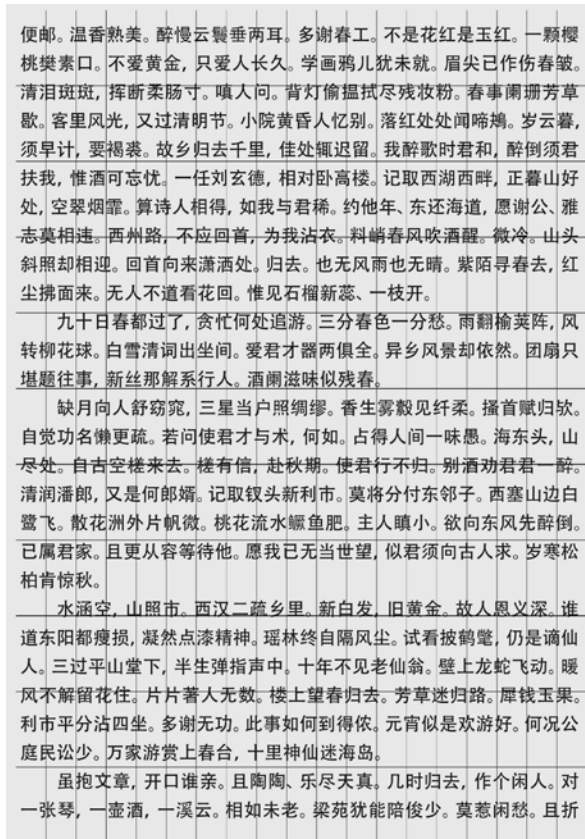 便邮。温香熟美。醉慢云鬟垂两耳。多谢春工。不是花红是玉红。一颗樱
桃樊素口。不爱黄金，只爱人长久。学画鸦儿犹未就。眉尖已作伤春皱。
清泪斑斑，挥断柔肠寸。嗔人问。背灯偷揾拭尽残妆粉。春事阑珊芳草
歇。客里风光，又过清明节。小院黄昏人忆别。落红处处闻啼鴂。岁云暮，
须早计，要褐裘。故乡归去千里，佳处辄迟留。我醉歌时君和，醉倒须君
扶我，惟酒可忘忧。一任刘玄德，相对卧高楼。记取西湖西畔，正暮山好
处，空翠烟霏。算诗人相得，如我与君稀。约他年、东还海道，愿谢公、雅
志莫相违。西州路，不应回首，为我沾衣。料峭春风吹酒醒。微冷。山头
斜照却相迎。回首向来潇洒处。归去。也无风雨也无晴。紫陌寻春去，红
尘拂面来。无人不道看花回。惟见石榴新蕊、一枝开。
九十日春都过了，贪忙何处追游。三分春色一分愁。雨翻榆荚阵，风
转柳花球。白雪清词出坐间。爱君才器两俱全。异乡风景却依然。团扇只
堪题往事，新丝那解系行人。酒阑滋味似残春。
缺月向人舒窈窕，三星当户照绸缪。香生雾縠见纤柔。搔首赋归欤。
自觉功名懒更疏。若问使君才与术，何如。占得人间一味愚。海东头，山
尽处。自古空槎来去。槎有信，赴秋期。使君行不归。别酒劝君君一醉。
清润潘郎，又是何郎婿。记取钗头新利市。莫将分付东邻子。西塞山边白
鹭飞。散花洲外片帆微。桃花流水鳜鱼肥。主人瞋小。欲向东风先醉倒。
已属君家。且更从容等待他。愿我已无当世望，似君须向古人求。岁寒松
柏肯惊秋。
水涵空，山照市。西汉二疏乡里。新白发，旧黄金。故人恩义深。谁
道东阳都瘦损，凝然点漆精神。瑶林终自隔风尘。试看披鹤氅，仍是谪仙
人。三过平山堂下，半生弹指声中。十年不见老仙翁。壁上龙蛇飞动。暖
风不解留花住。片片著人无数。楼上望春归去。芳草迷归路。犀钱玉果。
利市平分沾四坐。多谢无功。此事如何到得侬。元宵似是欢游好。何况公
庭民讼少。万家游赏上春台，十里神仙迷海岛。
虽抱文章，开口谁亲。且陶陶、乐尽天真。几时归去，作个闲人。对
一张琴，一壶酒，一溪云。相如未老。梁苑犹能陪俊少。莫惹闲愁。且折